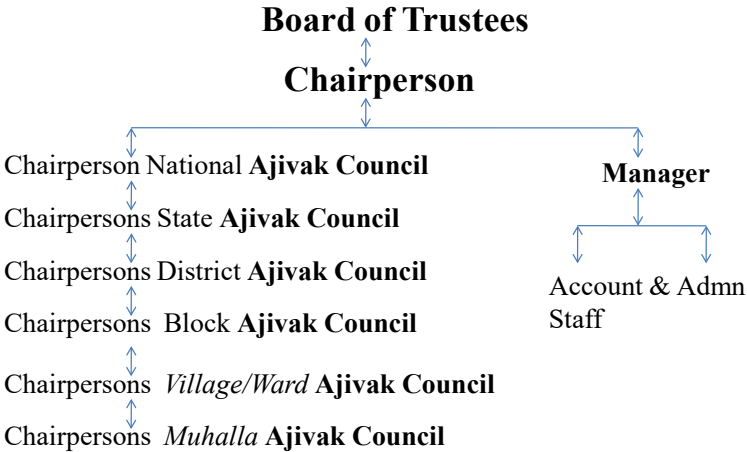 Board of Trustees
Chairperson
Chairperson National Ajivak Council
Manager
Chairpersons State Ajivak Council
Chairpersons District Ajivak Council
Account & Admn
Staff
Chairpersons Block Ajivak Council
Chairpersons Village/Ward Ajivak Council
Chairpersons Muhalla Ajivak Council